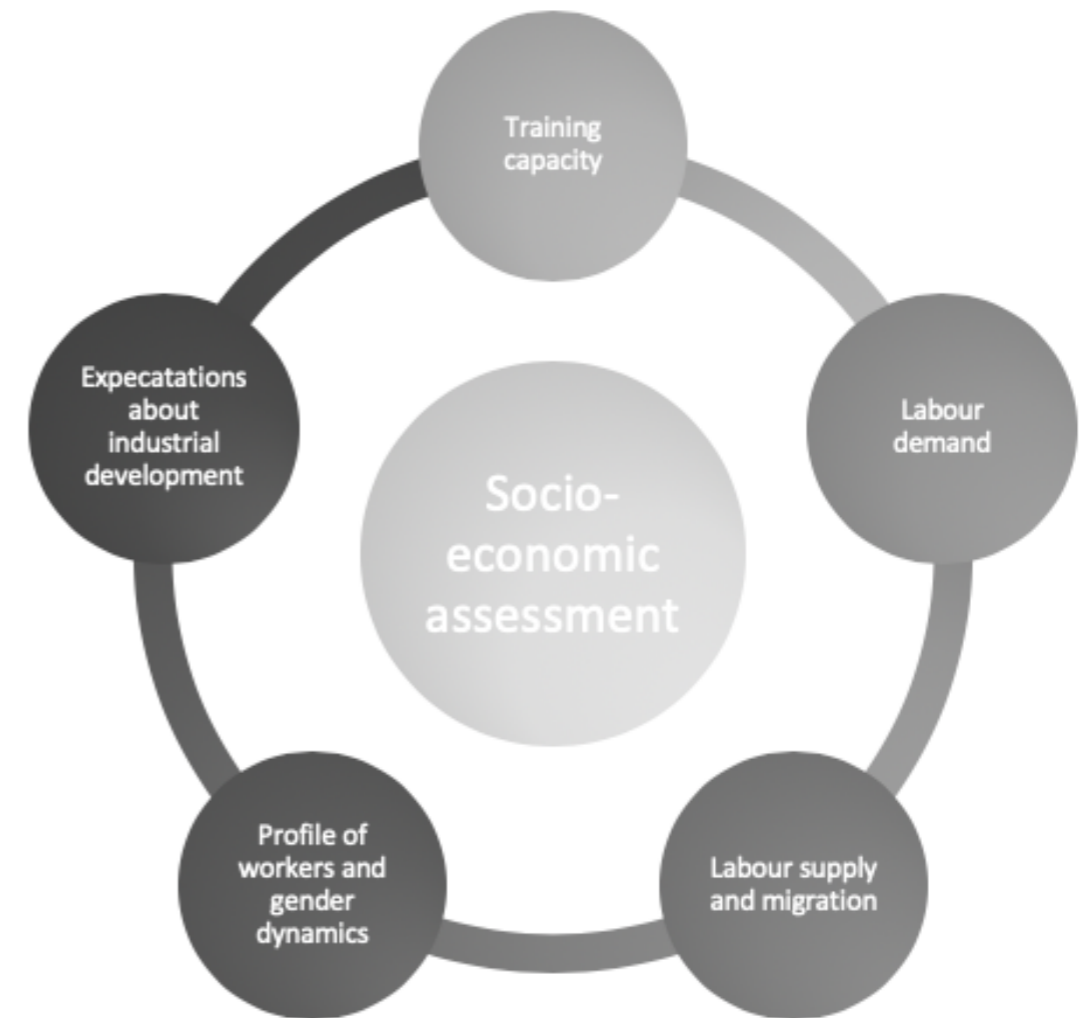 Training
capacity
Expecatations
about
industrial
development
Labour
demand
Socio-
economic
assessment
Profile of
workers and
gender
dynamics
Labour supply
and migration